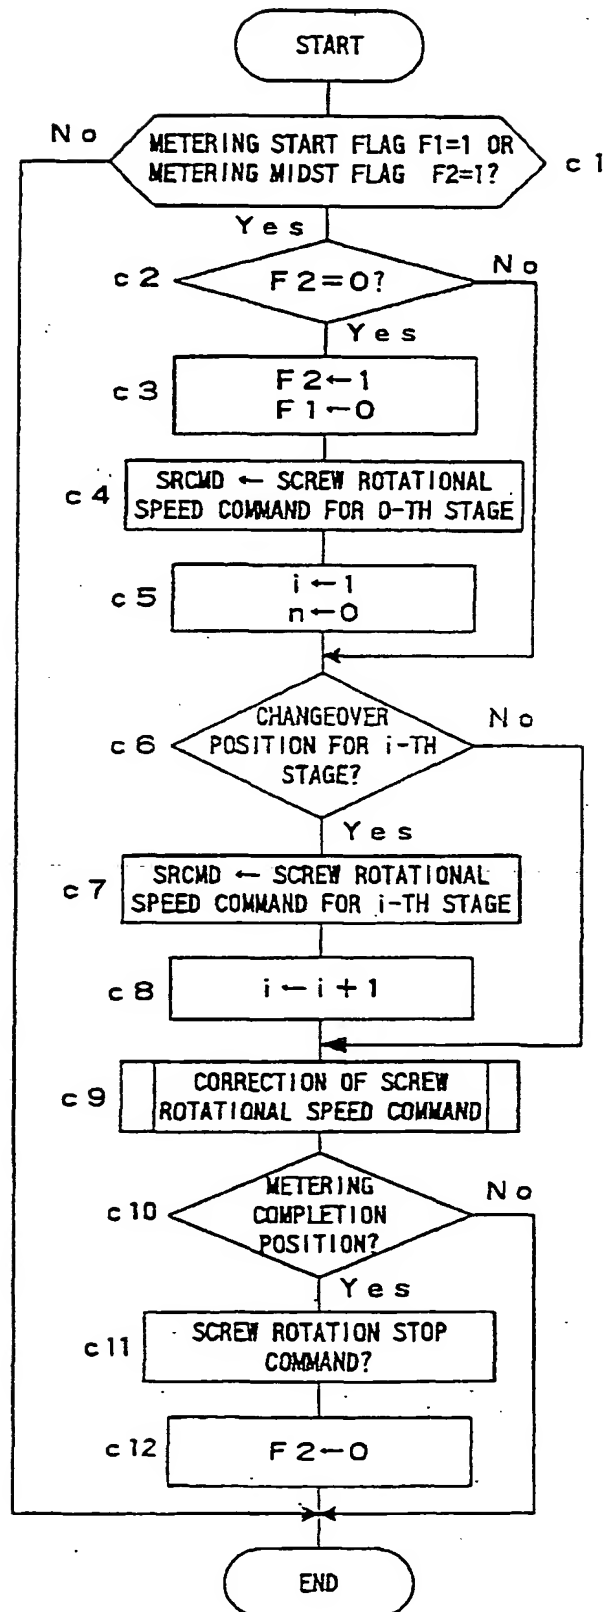 START
No
METERING START FLAG F1=1 OR
METERING MIDST FLAG F2=1?
c1
Yes
c2
F2=0?
No
Yes
c3
F2←1
F1←0
c4
SRCMD ← SCREW ROTATIONAL
SPEED COMMAND FOR 0-TH STAGE
c5
i←1
n←0
c6
CHANGEOVER
POSITION FOR i-TH
STAGE?
No
Yes
c7
SRCMD ← SCREW ROTATIONAL
SPEED COMMAND FOR i-TH STAGE
c8
i←i+1
c9
CORRECTION OF SCREW
ROTATIONAL SPEED COMMAND
c10
METERING
COMPLETION
POSITION?
No
Yes
c11
SCREW ROTATION STOP
COMMAND?
c12
F2←0
END